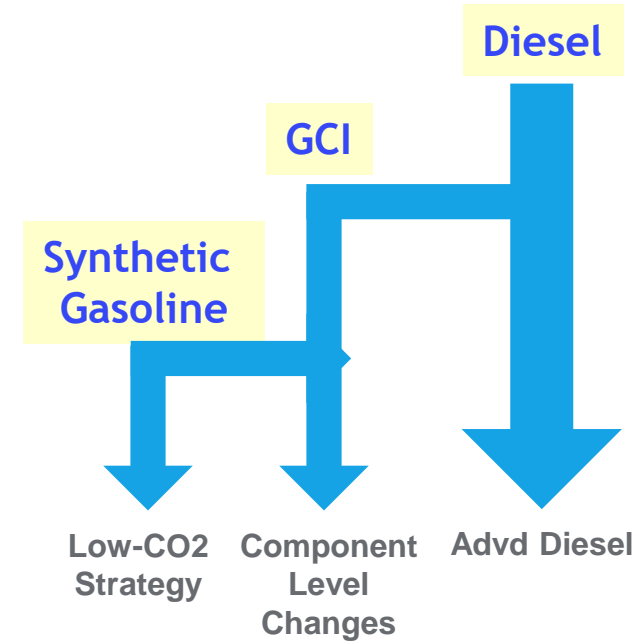 Diesel
GCI
Synthetic
Gasoline
Low-CO2
Strategy
Component
Level
Changes
Advd Diesel